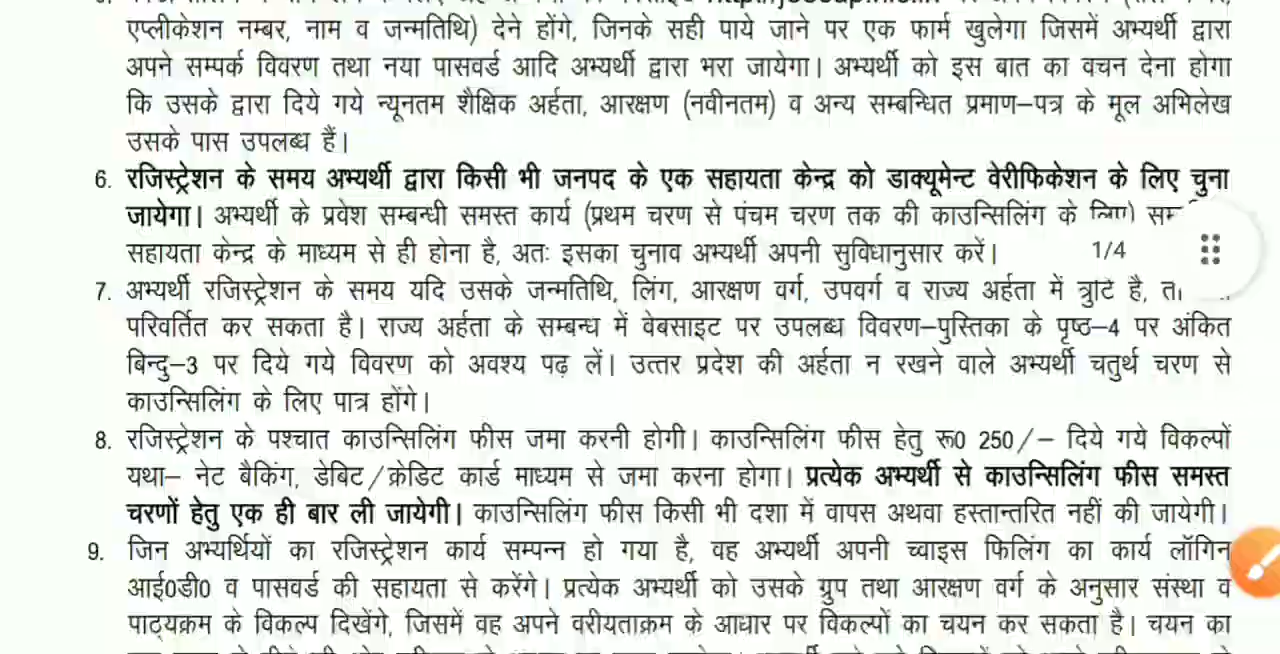 एप्लीकेशन नम्बर, नाम व जन्मतिथि) देने होंगे, जिनके सही पाये जाने पर एक फार्म खुलेगा जिसमें अभ्यर्थी द्वारा
अपने सम्पर्क विवरण तथा नया पासवर्ड आदि अभ्यर्थी द्वारा भरा जायेगा। अभ्यर्थी को इस बात का वचन देना होगा
कि उसके द्वारा दिये गये न्यूनतम शैक्षिक अर्हता, आरक्षण (नवीनतम) व अन्य सम्बन्धित प्रमाण–पत्र के मूल अभिलेख
उसके पास उपलब्ध हैं।
6. रजिस्ट्रेशन के समय अभ्यर्थी द्वारा किसी भी जनपद के एक सहायता केन्द्र को डाक्यूमेन्ट वेरीफिकेशन के लिए चुना
जायेगा। अभ्यर्थी के प्रवेश सम्बन्धी समस्त कार्य (प्रथम चरण से पंचम चरण तक की काउन्सिलिंग के लिए)
सहायता केन्द्र के माध्यम से ही होना है, अतः इसका चुनाव अभ्यर्थी अपनी सुविधानुसार करें।
1/4
7. अभ्यर्थी रजिस्ट्रेशन के समय यदि उसके जन्मतिथि, लिंग, आरक्षण वर्ग, उपवर्ग व राज्य अर्हता में त्रुटि है,
परिवर्तित कर सकता है। राज्य अर्हता के सम्बन्ध में वेबसाइट पर उपलब्ध विवरण–पुस्तिका के पृष्ठ–4 पर अंकित
बिन्दु–3 पर दिये गये विवरण को अवश्य पढ़ लें। उत्तर प्रदेश की अर्हता न रखने वाले अभ्यर्थी चतुर्थ चरण से
काउन्सिलिंग के लिए पात्र होंगे।
8. रजिस्ट्रेशन के पश्चात काउन्सिलिंग फीस जमा करनी होगी। काउन्सिलिंग फीस हेतु रू0 250/– दिये गये विकल्पों
यथा– नेट बैकिंग, डेबिट/क्रेडिट कार्ड माध्यम से जमा करना होगा। प्रत्येक अभ्यर्थी से काउन्सिलिंग फीस समस्त
चरणों हेतु एक ही बार ली जायेगी। काउन्सिलिंग फीस किसी भी दशा में वापस अथवा हस्तान्तरित नहीं की जायेगी।
9. जिन अभ्यर्थियों का रजिस्ट्रेशन कार्य सम्पन्न हो गया है, वह अभ्यर्थी अपनी च्वाइस फिलिंग का कार्य लॉगिन
आई0डी0 व पासवर्ड की सहायता से करेंगे। प्रत्येक अभ्यर्थी को उसके ग्रुप तथा आरक्षण वर्ग के अनुसार संस्था व
पाठ्यक्रम के विकल्प दिखेंगे, जिसमें वह अपने वरीयताक्रम के आधार पर विकल्पों का चयन कर सकता है। चयन का